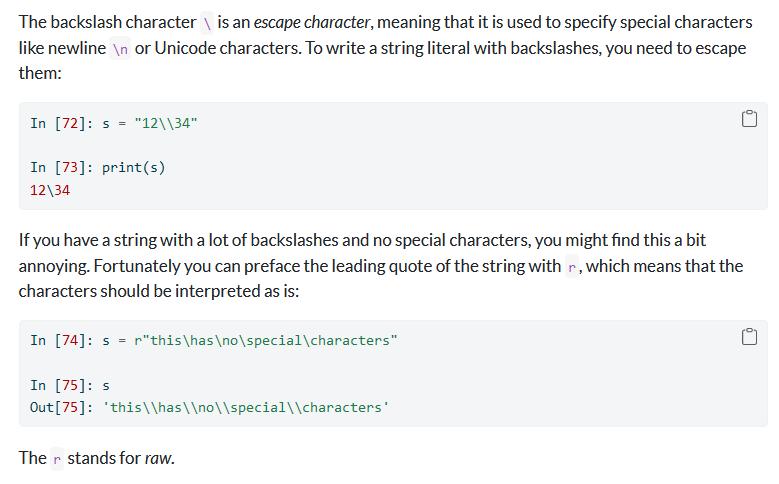 The backslash character \ is an escape character, meaning that it is used to specify special characters
like newline \n or Unicode characters. To write a string literal with backslashes, you need to escape
them:
In [72]: s = "12\\34"
In [73]: print(s)
12\34
If you have a string with a lot of backslashes and no special characters, you might find this a bit
annoying. Fortunately you can preface the leading quote of the string with r, which means that the
characters should be interpreted as is:
In [74]: s = r"this\has\no\special\characters"
In [75]: s
Out[75]: 'this\\has\\no\\special\\characters'
The r stands for raw.